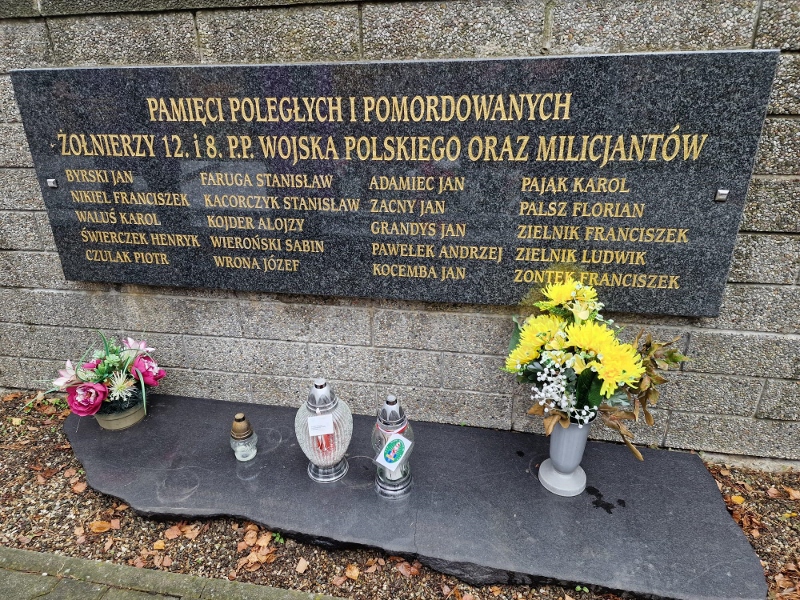 PAMIĘCI POLEGŁYCH I POMORDOWANYCH
ŻOŁNIERZY 12. i 8. P.P. WOJSKA POLSKIEGO ORAZ MILICJANTÓW
BYRSKI JAN
NIKIEL FRANCISZEK
WALUŚ KAROL
ŚWIERCZEK HENRYK
CZULAK PIOTR
FARUGA STANISŁAW
KACORCZYK STANISŁAW
KOJDER ALOJZY
WIEROŃSKI SABIN
WRONA JÓZEF
ADAMIEC JAN
ZACNY JAN
GRANDYS JAN
PAWEŁEK ANDRZEJ
KOCEMBA JAN
PAJĄK KAROL
PALSZ FLORIAN
ZIELNIK FRANCISZEK
ZIELNIK LUDWIK
ZONTEK FRANCISZEK